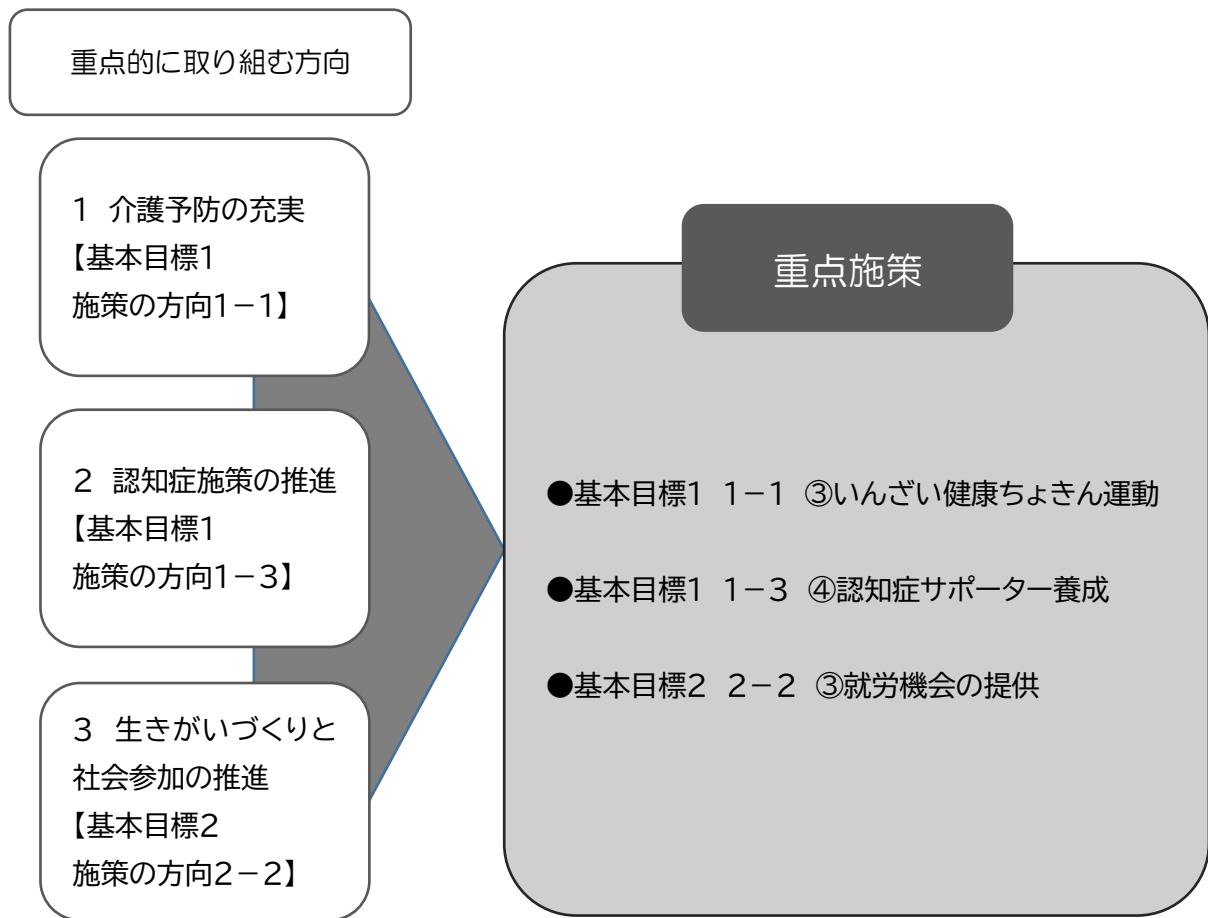 重点的に取り組む方向
1 介護予防の充実
【基本目標1
施策の方向1－1】
2 認知症施策の推進
【基本目標1
施策の方向1－3】
3 生きがいづくりと
社会参加の推進
【基本目標2
施策の方向2－2】
重点施策
●基本目標1 1－1 ③いんざい健康ちょきん運動
●基本目標1 1－3 ④認知症サポーター養成
●基本目標2 2－2 ③就労機会の提供